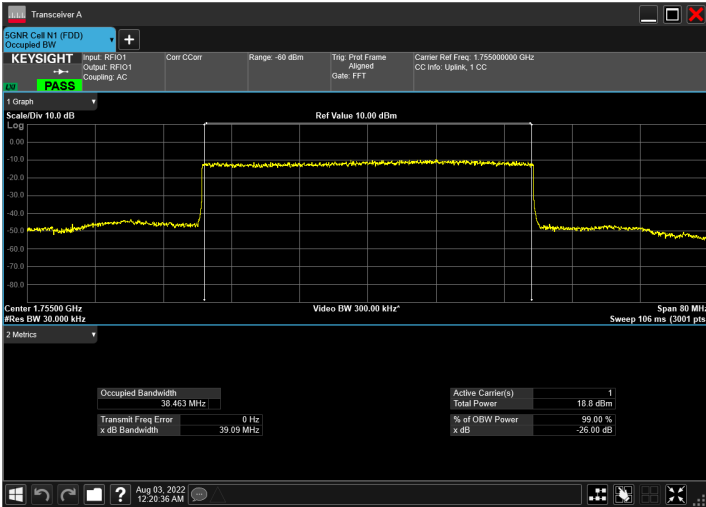 Transceiver A
5GNR Cell N1 (FDD)
Occupied BW
KEYSIGHT
LXI
PASS
Input: RFIO1
Output: RFIO1
Coupling: AC
Corr CCorr
Range: -60 dBm
Trig: Prot Frame
Aligned
Gate: FFT
Carrier Ref Freq: 1.755000000 GHz
CC Info: Uplink, 1 CC
1 Graph
Scale/Div 10.0 dB
Ref Value 10.00 dBm
Log
0.00
-10.0
-20.0
-30.0
-40.0
-50.0
-60.0
-70.0
-80.0
Center 1.75500 GHz
Video BW 300.00 kHz*
Span 80 MHz
#Res BW 30.000 kHz
Sweep 106 ms (3001 pts
2 Metrics
Occupied Bandwidth
38.463 MHz
Transmit Freq Error 0 Hz
x dB Bandwidth 39.09 MHz
Active Carrier(s) 1
Total Power 18.8 dBm
% of OBW Power 99.00 %
x dB -26.00 dB
Aug 03, 2022
12:20:36 AM